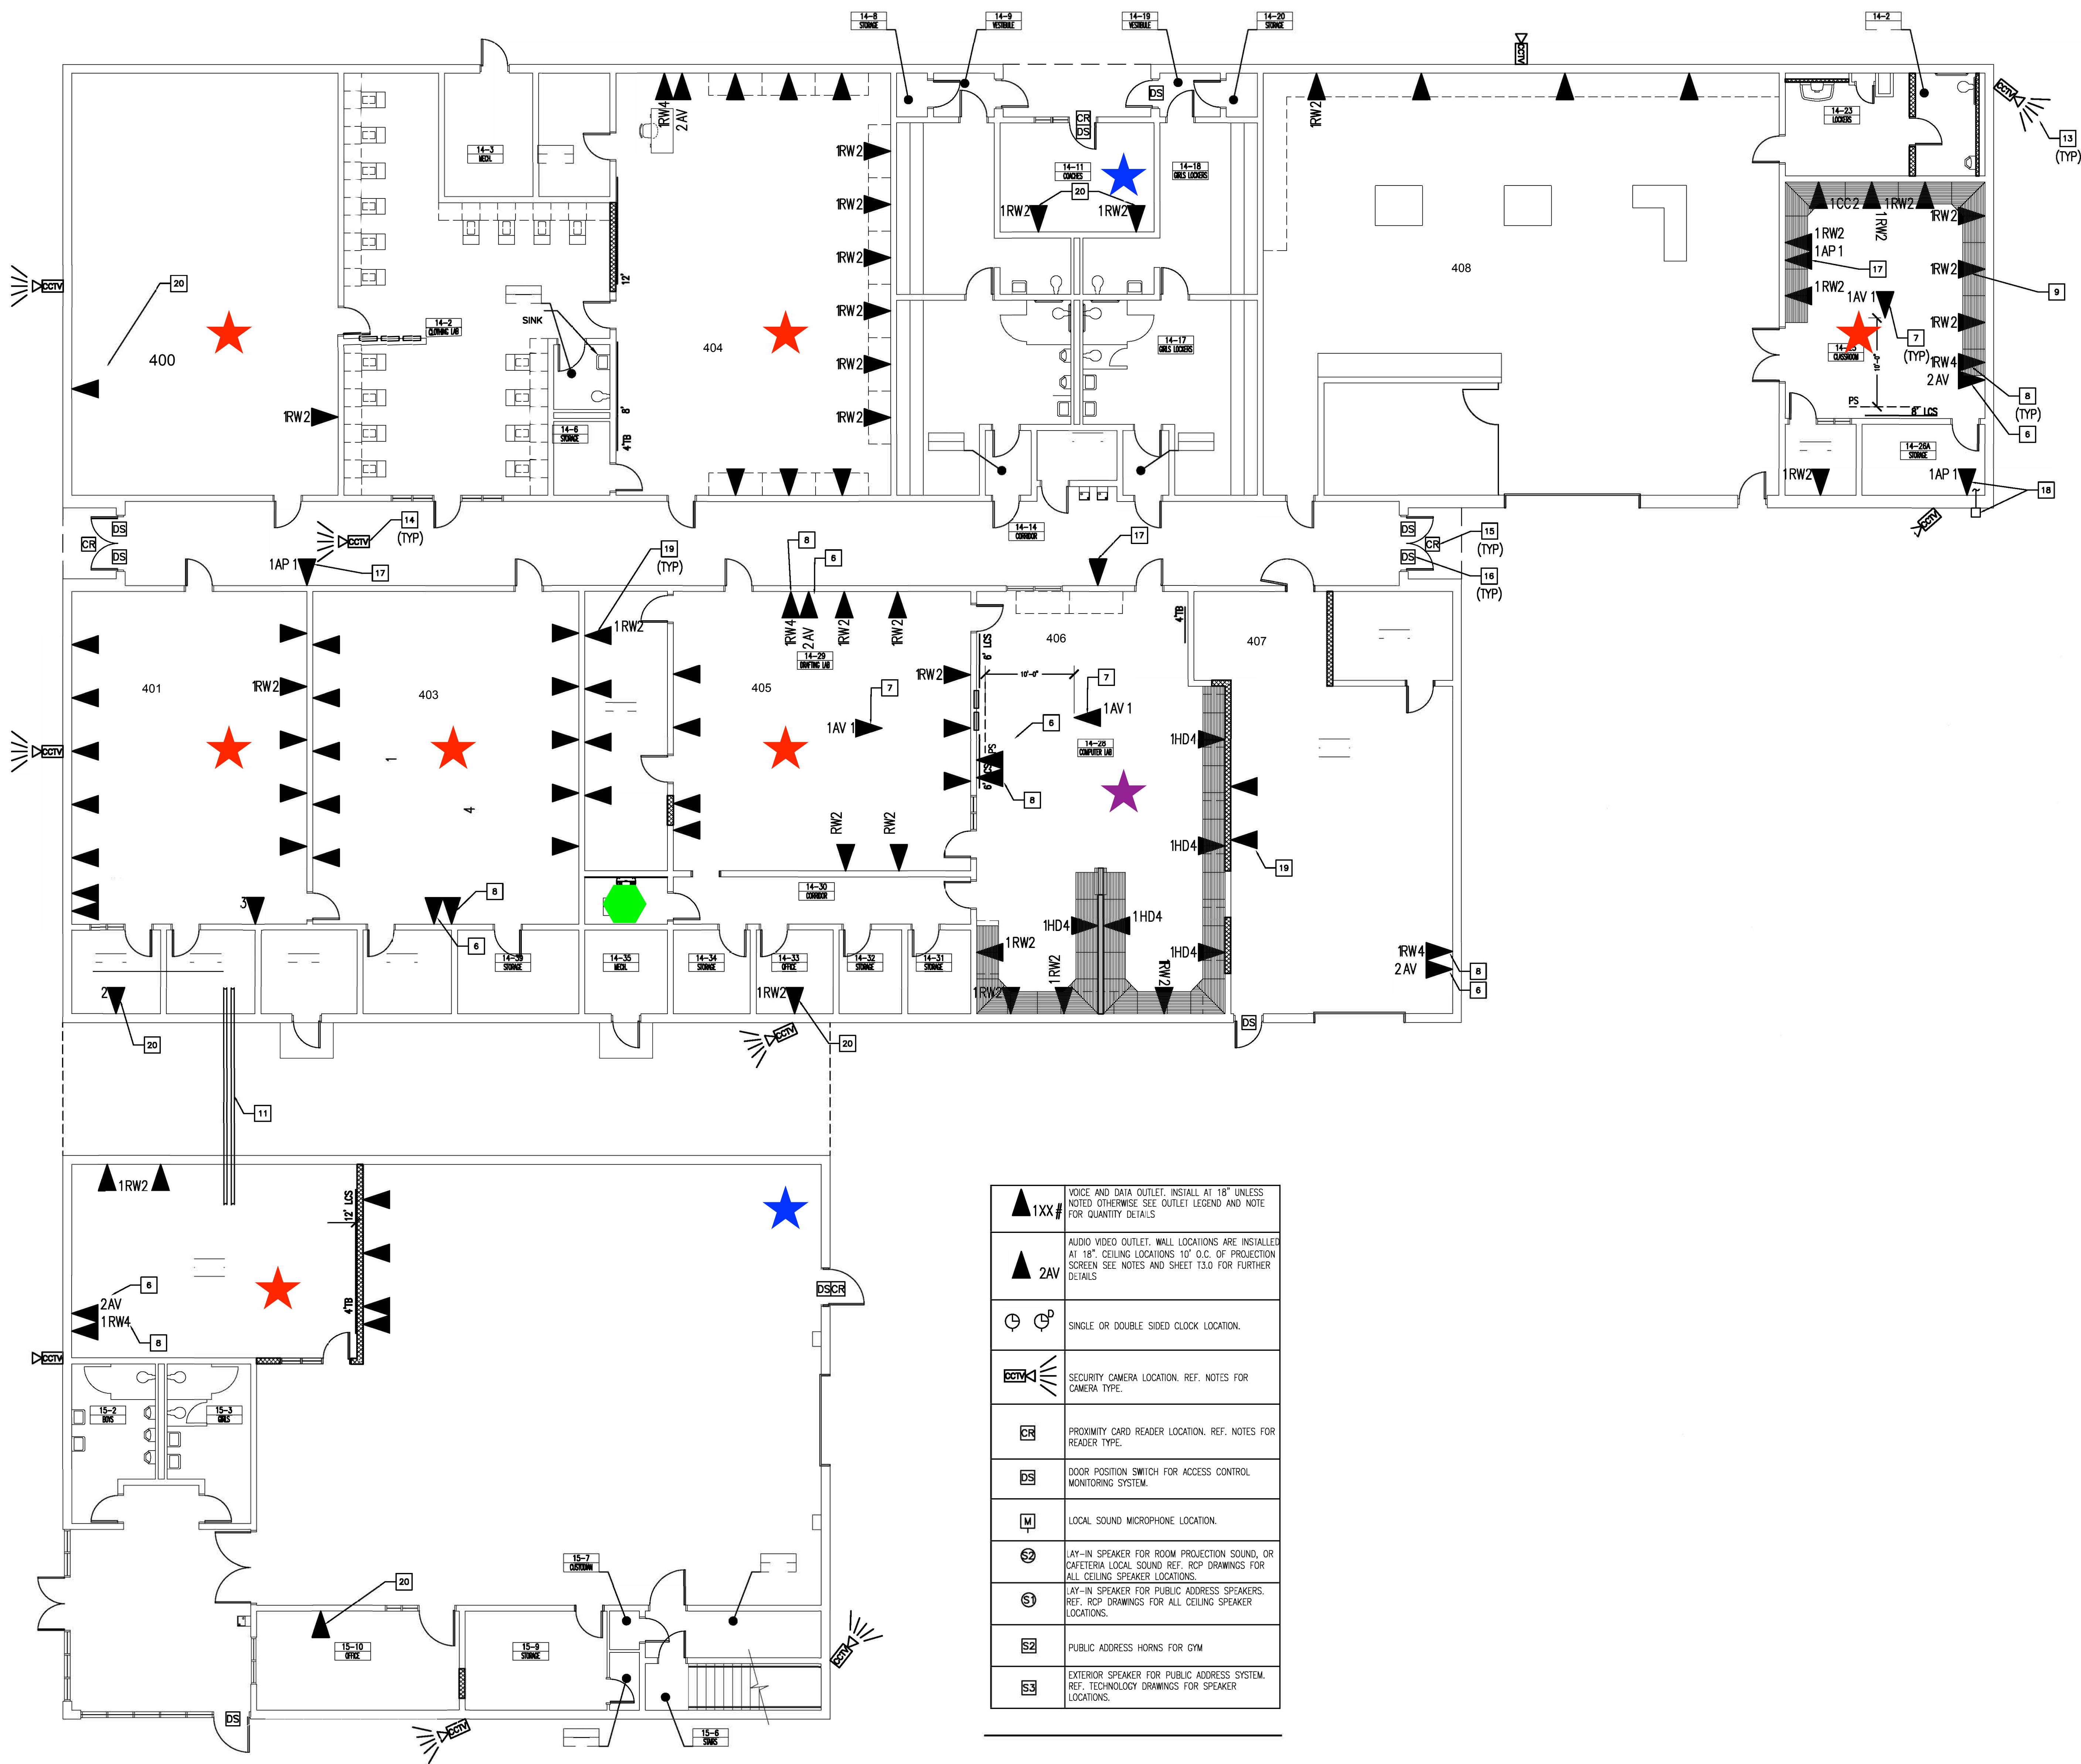 14-8
STORAGE
14-9
VESTIBULE
14-19
VESTIBULE
14-20
STORAGE
14-2
CCTV
CCTV
13
(TYP)
DS
CR
DS
1RW4
2AV
1RW2
14-3
MECH.
14-11
COACHES
14-18
GIRLS LOCKERS
14-23
LOCKERS
20
1RW2
1RW2
1RW2
1RW2
1RW2
1RW2
1RW2
1RW2
1CC2
1RW2
1RW2
1RW2
1RW2
1AP1
17
1RW2
1RW2
9
1AV1
1RW2
7
(TYP)
10'-0"
CLASSROOM
1RW4
2AV
8
(TYP)
6
PS
8' LCS
408
CCTV
20
400
14-2
CLOTHING LAB
SINK
12'
404
14-17
GIRLS LOCKERS
1RW2
8'
4'TB
14-6
STORAGE
14-26A
STORAGE
1RW2
1AP1
18
CCTV
DS
CR
DS
CCTV
14
(TYP)
14-14
CORRIDOR
DS
CR
DS
15
(TYP)
16
(TYP)
1AP1
17
19
(TYP)
8
6
17
1RW2
1RW4
2AV
1RW2
1RW2
14-29
DRAFTING LAB
6' LCS
406
4'TB
407
401
1RW2
403
405
1RW2
10'-0"
7
7
1AV1
1AV1
6
14-28
COMPUTER LAB
1HD4
PS
6' LCS
8
CCTV
1
4
RW2
RW2
1HD4
19
14-30
CORRIDOR
3
8
6
1HD4
1HD4
1RW2
1HD4
1RW4
2AV
8
6
14-39
STORAGE
14-35
MECH.
14-34
STORAGE
14-33
OFFICE
14-32
STORAGE
14-31
STORAGE
2
1RW2
1RW2
1RW2
1RW2
20
CCTV
20
DS
11
1RW2
12' LCS
6
2AV
1RW4
8
4'TB
DS
CR
CCTV
15-2
BOYS
15-3
GIRLS
20
15-7
CUSTODIAN
15-10
OFFICE
15-9
STORAGE
CCTV
DS
CCTV
15-6
STAIRS
1XX#
VOICE AND DATA OUTLET. INSTALL AT 18" UNLESS
NOTED OTHERWISE SEE OUTLET LEGEND AND NOTE
FOR QUANTITY DETAILS
2AV
AUDIO VIDEO OUTLET. WALL LOCATIONS ARE INSTALLED
AT 18". CEILING LOCATIONS 10' O.C. OF PROJECTION
SCREEN SEE NOTES AND SHEET T3.0 FOR FURTHER
DETAILS
D
SINGLE OR DOUBLE SIDED CLOCK LOCATION.
CCTV
SECURITY CAMERA LOCATION. REF. NOTES FOR
CAMERA TYPE.
CR
PROXIMITY CARD READER LOCATION. REF. NOTES FOR
READER TYPE.
DS
DOOR POSITION SWITCH FOR ACCESS CONTROL
MONITORING SYSTEM.
M
LOCAL SOUND MICROPHONE LOCATION.
S2
LAY-IN SPEAKER FOR ROOM PROJECTION SOUND, OR
CAFETERIA LOCAL SOUND REF. RCP DRAWINGS FOR
ALL CEILING SPEAKER LOCATIONS.
S1
LAY-IN SPEAKER FOR PUBLIC ADDRESS SPEAKERS.
REF. RCP DRAWINGS FOR ALL CEILING SPEAKER
LOCATIONS.
S2
PUBLIC ADDRESS HORNS FOR GYM
S3
EXTERIOR SPEAKER FOR PUBLIC ADDRESS SYSTEM.
REF. TECHNOLOGY DRAWINGS FOR SPEAKER
LOCATIONS.